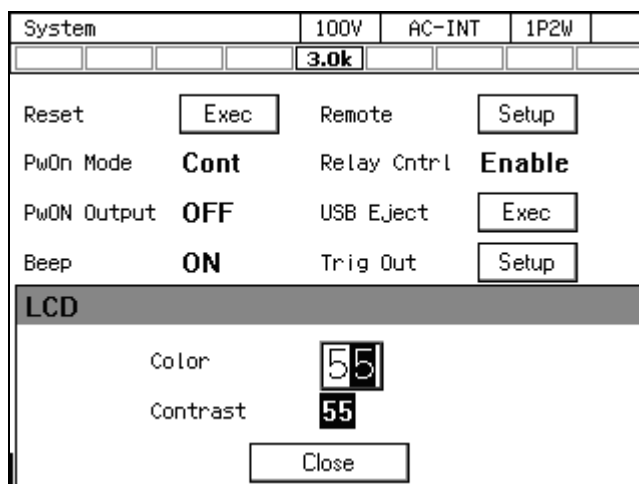 System 100V AC-INT 1P2W
3.0k
Reset Exec Remote Setup
PwOn Mode Cont Relay Cntrl Enable
PwON Output OFF USB Eject Exec
Beep ON Trig Out Setup
LCD
Color 55
Contrast 55
Close